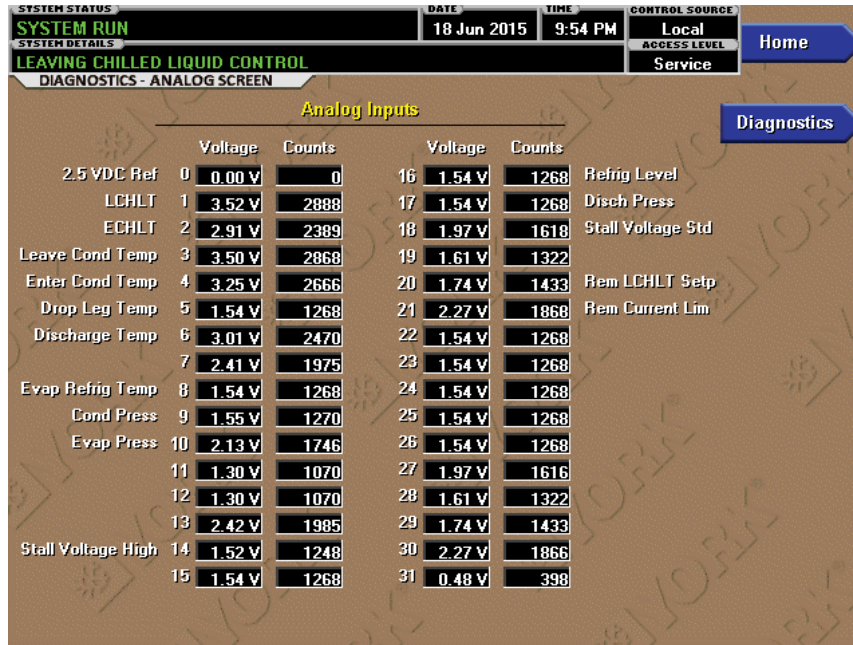 SYSTEM STATUS
SYSTEM RUN
DATE
18 Jun 2015
TIME
9:54 PM
CONTROL SOURCE
Local
SYSTEM DETAILS
LEAVING CHILLED LIQUID CONTROL
ACCESS LEVEL
Service
Home
DIAGNOSTICS - ANALOG SCREEN
Diagnostics
Analog Inputs
Voltage Counts Voltage Counts
2.5 VDC Ref 0 0.00 V 0 16 1.54 V 1268 Refrig Level
LCHLT 1 3.52 V 2888 17 1.54 V 1268 Disch Press
ECHLT 2 2.91 V 2389 18 1.97 V 1618 Stall Voltage Std
Leave Cond Temp 3 3.50 V 2868 19 1.61 V 1322
Enter Cond Temp 4 3.25 V 2666 20 1.74 V 1433 Rem LCHLT Setp
Drop Leg Temp 5 1.54 V 1268 21 2.27 V 1868 Rem Current Lim
Discharge Temp 6 3.01 V 2470 22 1.54 V 1268
7 2.41 V 1975 23 1.54 V 1268
Evap Refrig Temp 8 1.54 V 1268 24 1.54 V 1268
Cond Press 9 1.55 V 1270 25 1.54 V 1268
Evap Press 10 2.13 V 1746 26 1.54 V 1268
11 1.30 V 1070 27 1.97 V 1616
12 1.30 V 1070 28 1.61 V 1322
13 2.42 V 1985 29 1.74 V 1433
Stall Voltage High 14 1.52 V 1248 30 2.27 V 1866
15 1.54 V 1268 31 0.48 V 398
YORK